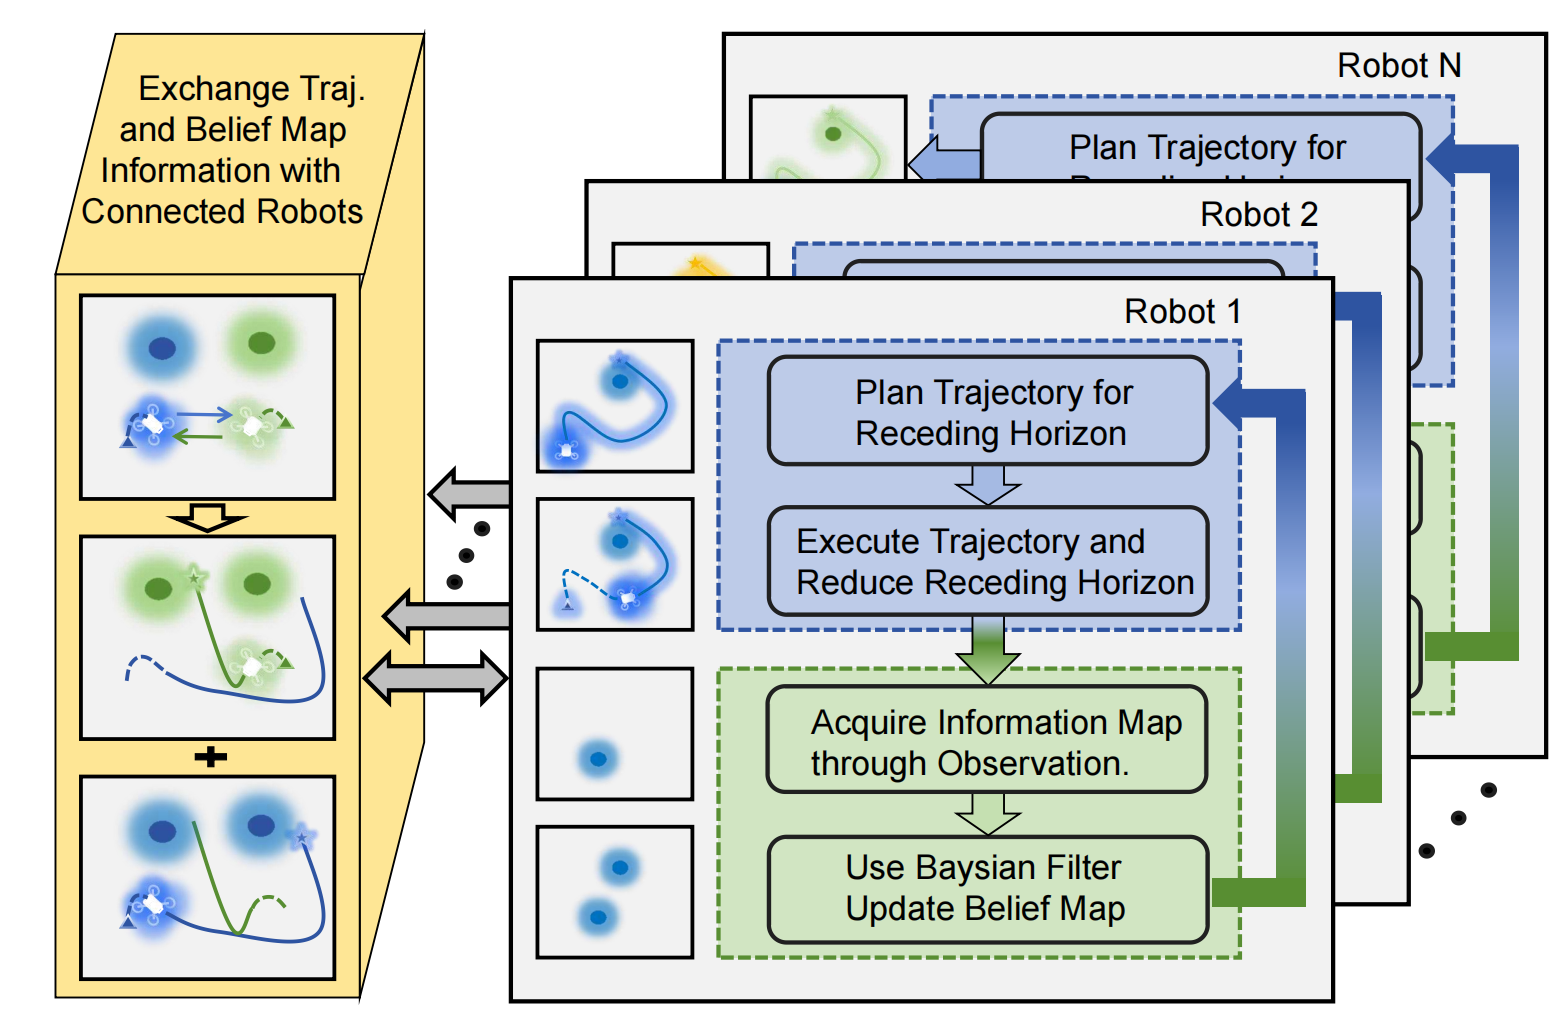 Exchange Traj.
and Belief Map
Information with
Connected Robots
Robot N
Plan Trajectory for
Robot 2
Robot 1
Plan Trajectory for
Receding Horizon
Execute Trajectory and
Reduce Receding Horizon
Acquire Information Map
through Observation.
Use Baysian Filter
Update Belief Map